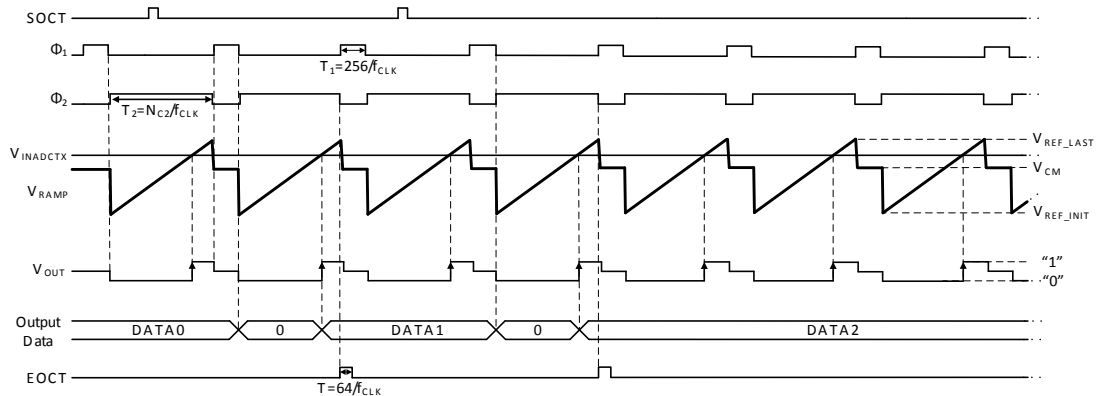 SOCT
Φ1
T1=256/fCLK
Φ2
T2=NC2/fCLK
VINADCTX
VREF_LAST
VCM
VRAMP
VREF_INIT
VOUT
"1"
"0"
Output
Data
DATA0 0 DATA1 0 DATA2
EOCT
T=64/fCLK